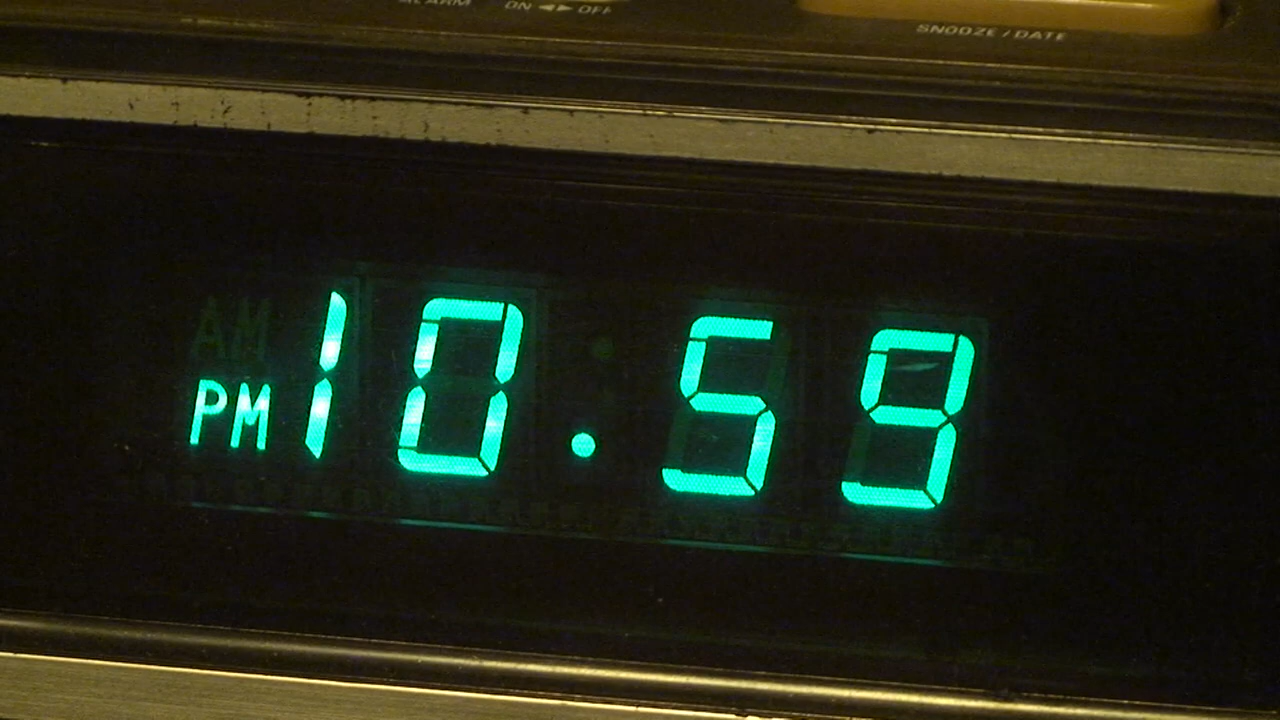 ALARM ON ◄► OFF
SNOOZE / DATE
AM
PM 10.59